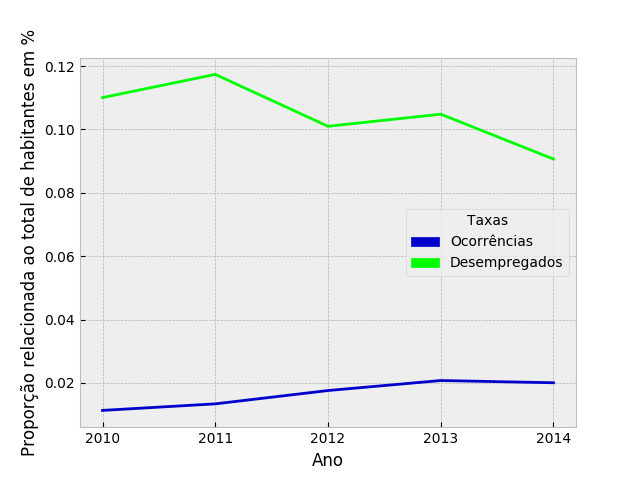 Proporção relacionada ao total de habitantes em %
0.12
0.10
0.08
0.06
0.04
0.02
Taxas
Ocorrências
Desempregados
2010 2011 2012 2013 2014
Ano